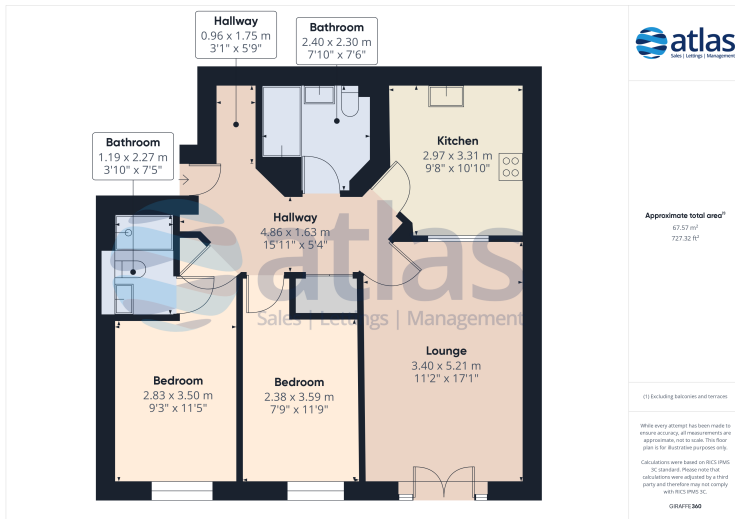 Hallway
0.96 x 1.75 m
3'1" x 5'9"
Bathroom
2.40 x 2.30 m
7'10" x 7'6"
Bathroom
1.19 x 2.27 m
3'10" x 7'5"
Kitchen
2.97 x 3.31 m
9'8" x 10'10"
Hallway
4.86 x 1.63 m
15'11" x 5'4"
atlas
Sales | Lettings | Management
Lounge
3.40 x 5.21 m
11'2" x 17'1"
Bedroom
2.83 x 3.50 m
9'3" x 11'5"
Bedroom
2.38 x 3.59 m
7'9" x 11'9"
atlas
Sales | Lettings | Management
Approximate total area(1)
67.57 m²
727.32 ft²
(1) Excluding balconies and terraces
While every attempt has been made to
ensure accuracy, all measurements are
approximate, not to scale. This floor
plan is for illustrative purposes only.
Calculations were based on RICS IPMS
3C standard. Please note that
calculations were adjusted by a third
party and therefore may not comply
with RICS IPMS 3C.
GIRAFFE360